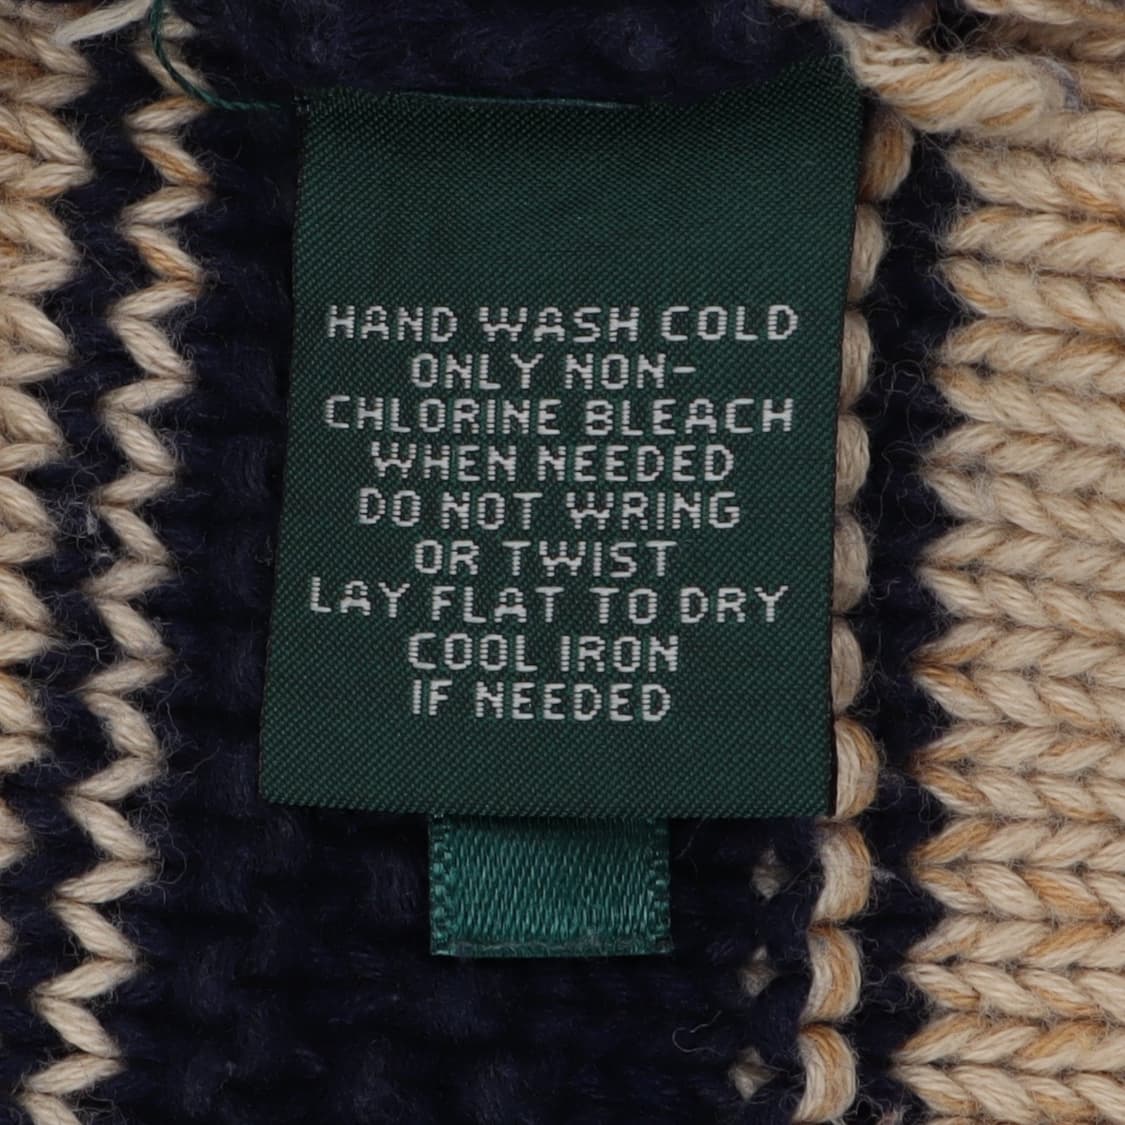 HAND WASH COLD
ONLY NON-
CHLORINE BLEACH
WHEN NEEDED
DO NOT WRING
OR TWIST
LAY FLAT TO DRY
COOL IRON
IF NEEDED